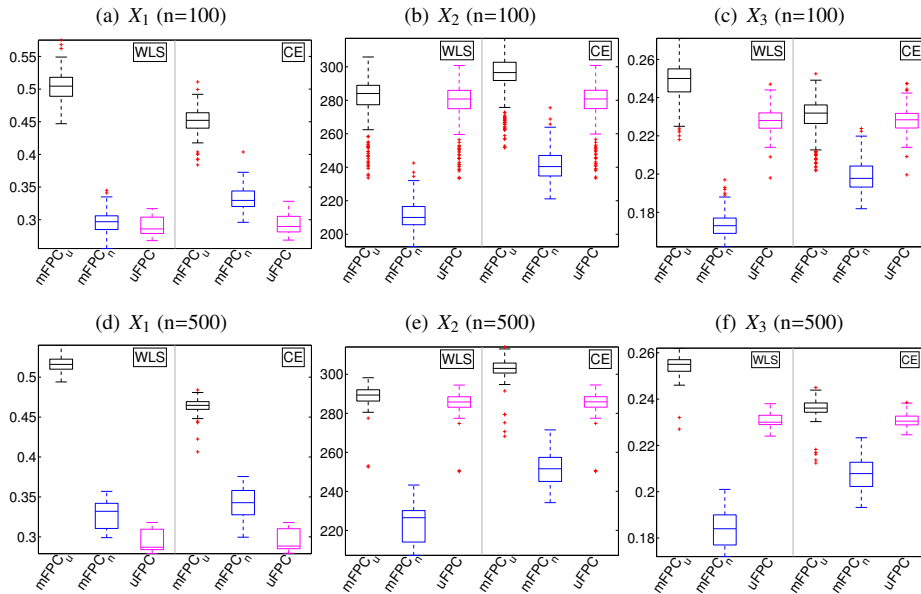 (a) X₁ (n=100)
(b) X₂ (n=100)
(c) X₃ (n=100)
WLS
CE
0.55
0.5
0.45
0.4
0.35
0.3
mFPCᵤ
mFPCₙ
uFPC
mFPCᵤ
mFPCₙ
uFPC
WLS
CE
300
280
260
240
220
200
mFPCᵤ
mFPCₙ
uFPC
mFPCᵤ
mFPCₙ
uFPC
WLS
CE
0.26
0.24
0.22
0.2
0.18
mFPCᵤ
mFPCₙ
uFPC
mFPCᵤ
mFPCₙ
uFPC
(d) X₁ (n=500)
(e) X₂ (n=500)
(f) X₃ (n=500)
WLS
CE
0.5
0.45
0.4
0.35
0.3
mFPCᵤ
mFPCₙ
uFPC
mFPCᵤ
mFPCₙ
uFPC
WLS
CE
300
280
260
240
220
mFPCᵤ
mFPCₙ
uFPC
mFPCᵤ
mFPCₙ
uFPC
WLS
CE
0.26
0.24
0.22
0.2
0.18
mFPCᵤ
mFPCₙ
uFPC
mFPCᵤ
mFPCₙ
uFPC